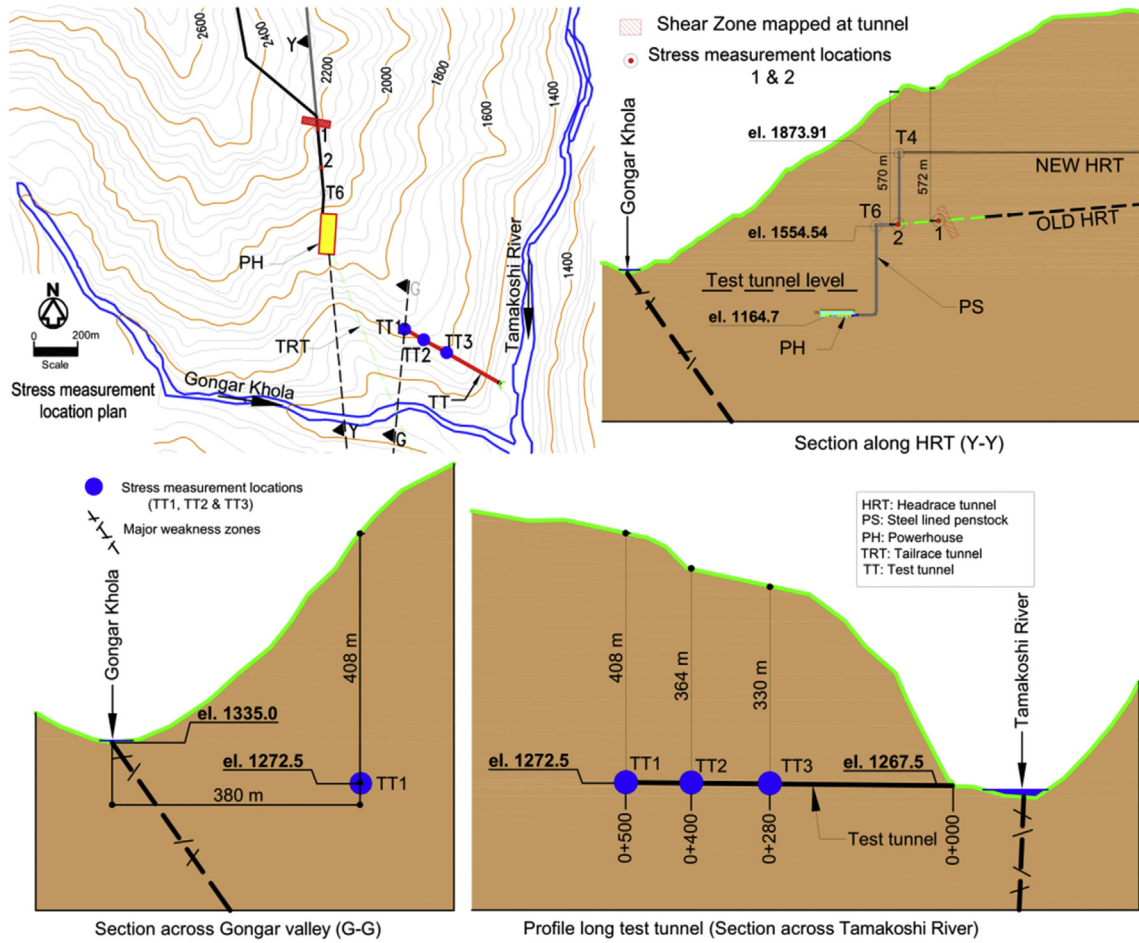 2600
2400
Y
2200
2000
1800
1600
1400
1
2
T6
PH
G
1400
N
0
200m
Scale
TRT
TT1
TT2
TT3
Tamakoshi River
Stress measurement
location plan
Gongar Khola
TT
Y
G
Shear Zone mapped at tunnel
Stress measurement locations
1 & 2
Gongar Khola
el. 1873.91
T4
570 m
572 m
NEW HRT
T6
el. 1554.54
2
1
OLD HRT
Test tunnel level
el. 1164.7
PS
PH
Section along HRT (Y-Y)
Stress measurement locations
(TT1, TT2 & TT3)
Major weakness zones
Gongar Khola
408 m
el. 1335.0
el. 1272.5
TT1
380 m
Section across Gongar valley (G-G)
HRT: Headrace tunnel
PS: Steel lined penstock
PH: Powerhouse
TRT: Tailrace tunnel
TT: Test tunnel
408 m
364 m
330 m
Tamakoshi River
el. 1272.5
TT1
TT2
TT3
el. 1267.5
Test tunnel
0+500
0+400
0+280
0+000
Profile long test tunnel (Section across Tamakoshi River)